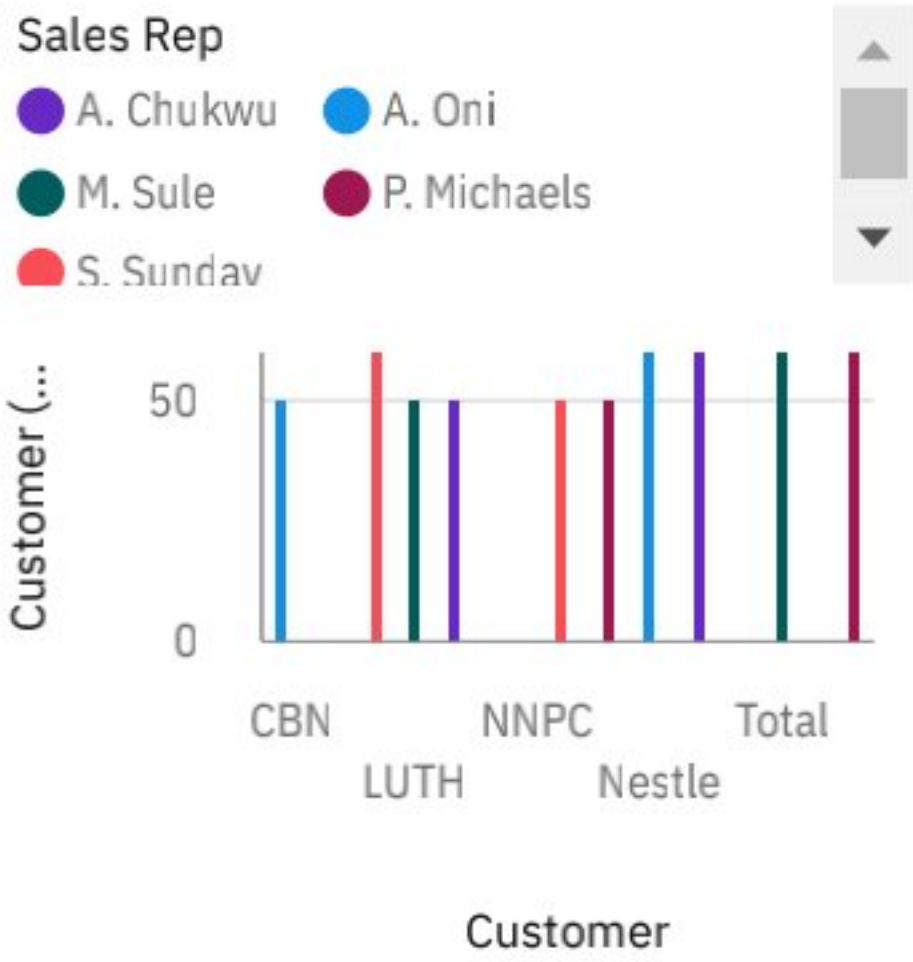 Sales Rep
A. Chukwu A. Oni
M. Sule P. Michaels
S. Sunday
Customer (...
50
0
CBN NNPC Total
LUTH Nestle
Customer